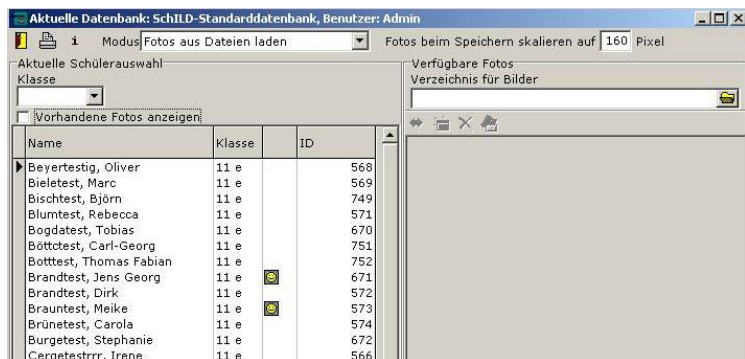 Aktuelle Datenbank: SchILD-Standarddatenbank, Benutzer: Admin
Modus Fotos aus Dateien laden Fotos beim Speichern skalieren auf 160 Pixel
Aktuelle Schülerauswahl
Klasse
Vorhandene Fotos anzeigen
Verfügbare Fotos
Verzeichnis für Bilder
Name Klasse ID
Beyertestig, Oliver 11 e 568
Bieletest, Marc 11 e 569
Bischtest, Björn 11 e 749
Blumtest, Rebecca 11 e 571
Bogdatest, Tobias 11 e 670
Böttctest, Carl-Georg 11 e 751
Botttest, Thomas Fabian 11 e 752
Brandtest, Jens Georg 11 e 671
Brandtest, Dirk 11 e 572
Brauntest, Meike 11 e 573
Brünetest, Carola 11 e 574
Burgetest, Stephanie 11 e 672
Cergetestrrr, Irene 11 e 566